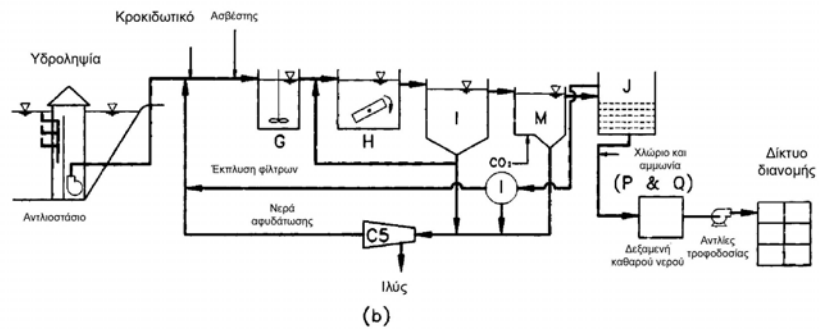 Κροκιδωτικό
Ασβέστης
Υδροληψία
Αντλιοστάσιο
G
H
I
M
J
CO₂
Έκπλυση φίλτρων
I
Νερά
αφυδάτωσης
C5
Ιλύς
Χλώριο και
αμμωνία
(P & Q)
Δεξαμενή
καθαρού νερού
Αντλίες
τροφοδοσίας
Δίκτυο
διανομής
(b)